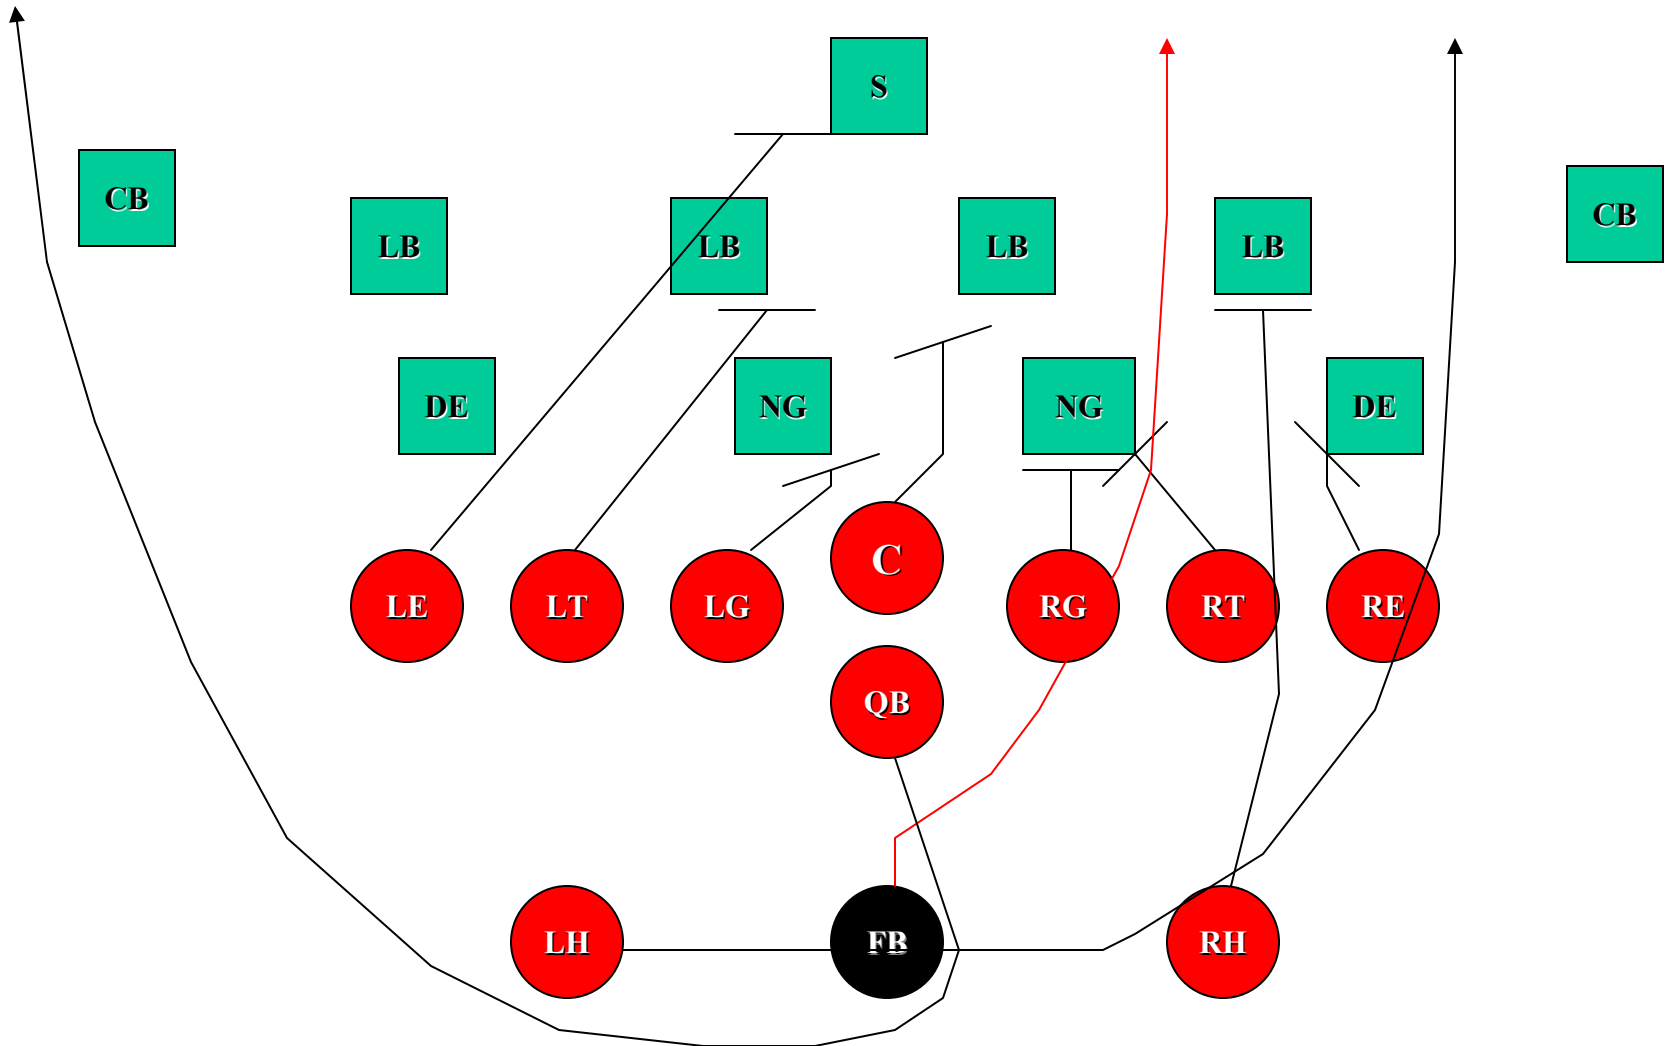 S
CB
CB
LB
LB
LB
LB
DE
NG
NG
DE
C
LE
LT
LG
RG
RT
RE
QB
LH
FB
RH